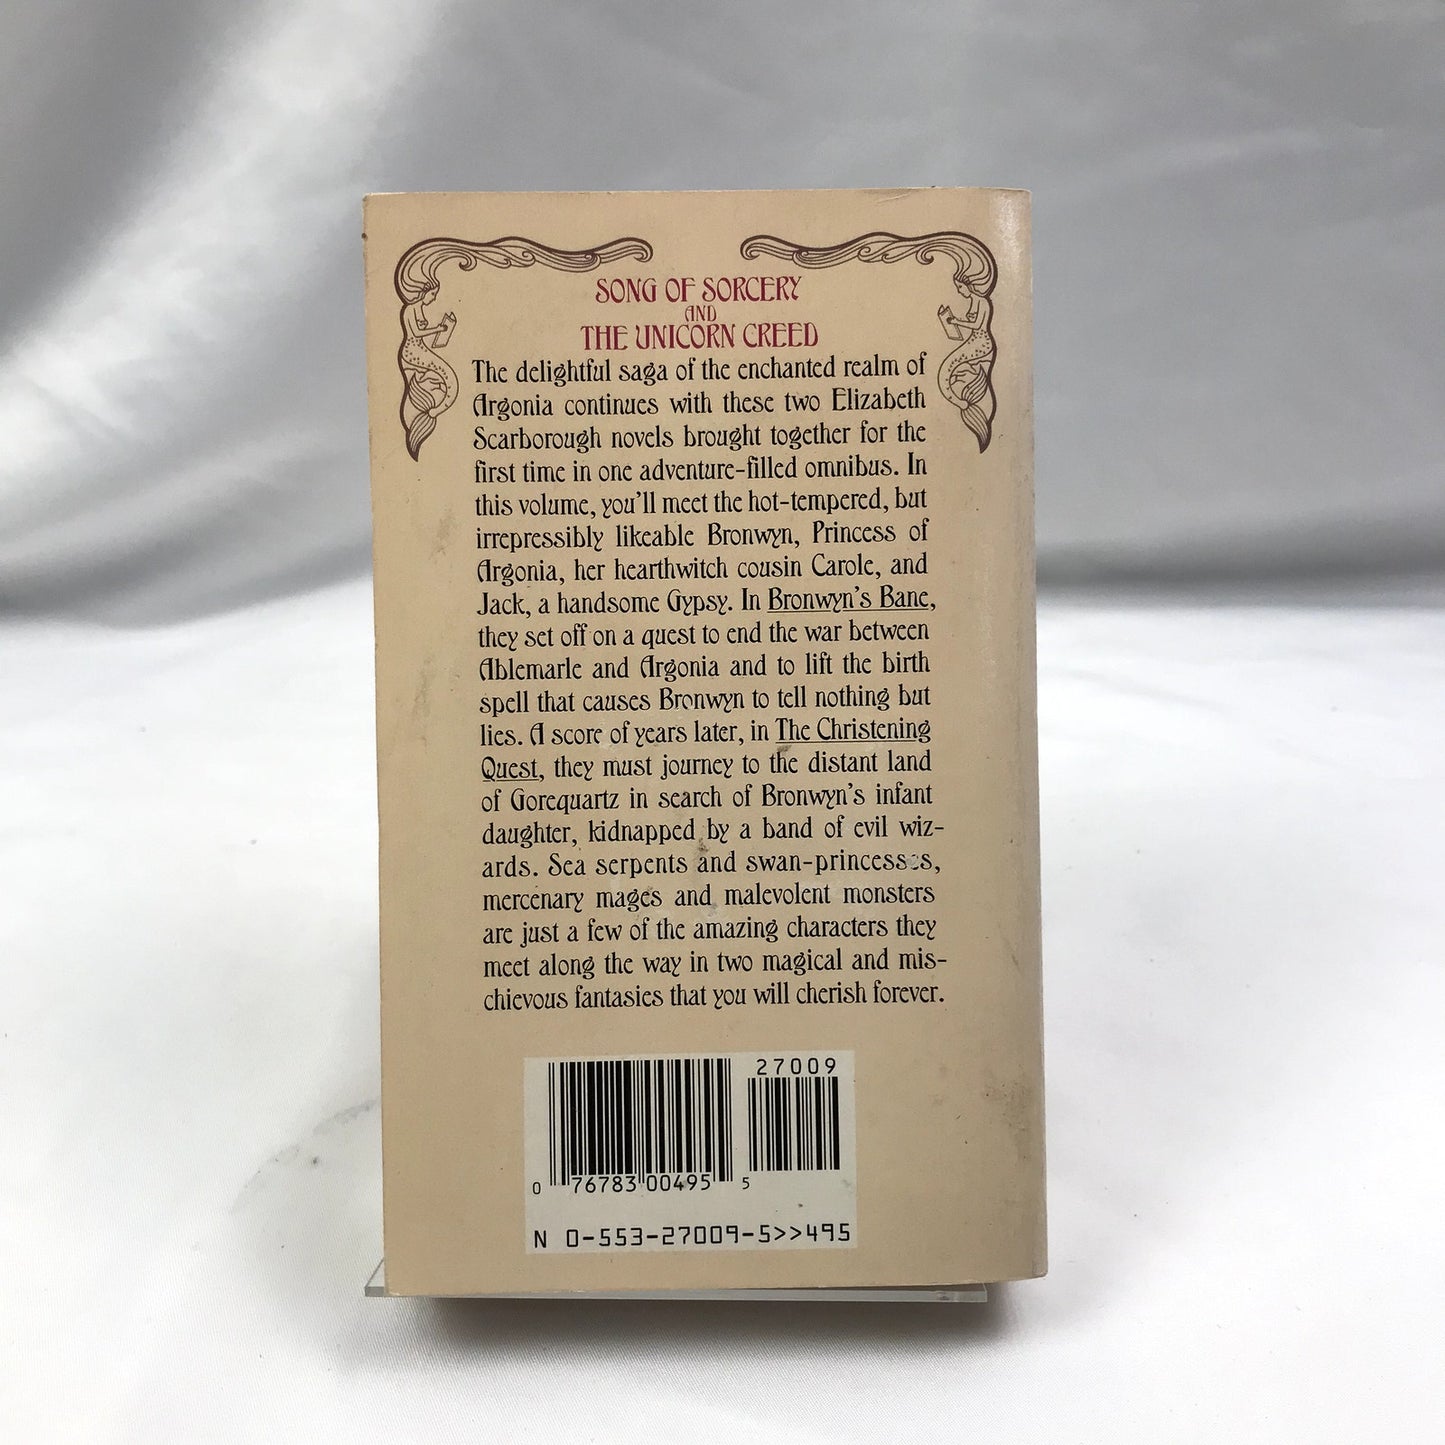 SONG OF SORCERY
AND
THE UNICORN CREED
The delightful saga of the enchanted realm of
Argonia continues with these two Elizabeth
Scarborough novels brought together for the
first time in one adventure-filled omnibus. In
this volume, you'll meet the hot-tempered, but
irrepressibly likeable Bronwyn, Princess of
Argonia, her hearthwitch cousin Carole, and
Jack, a handsome Gypsy. In Bronwyn's Bane,
they set off on a quest to end the war between
Ablemarle and Argonia and to lift the birth
spell that causes Bronwyn to tell nothing but
lies. A score of years later, in The Christening
Quest, they must journey to the distant land
of Gorequartz in search of Bronwyn's infant
daughter, kidnapped by a band of evil wiz-
ards. Sea serpents and swan-princesses,
mercenary mages and malevolent monsters
are just a few of the amazing characters they
meet along the way in two magical and mis-
chievous fantasies that you will cherish forever.
27009
0 76783 00495 5
N 0-553-27009-5>>495